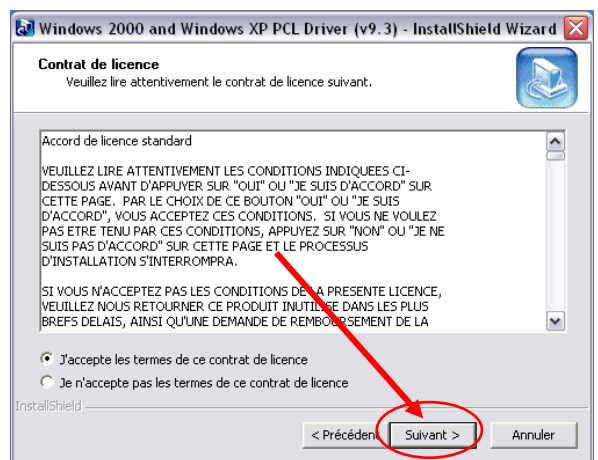 Windows 2000 and Windows XP PCL Driver (v9.3) - InstallShield Wizard
Contrat de licence
Veuillez lire attentivement le contrat de licence suivant.
Accord de licence standard
VEUILLEZ LIRE ATTENTIVEMENT LES CONDITIONS INDIQUEES CI-
DESSOUS AVANT D'APPUYER SUR "OUI" OU "JE SUIS D'ACCORD" SUR
CETTE PAGE. PAR LE CHOIX DE CE BOUTON "OUI" OU "JE SUIS
D'ACCORD", VOUS ACCEPTEZ CES CONDITIONS. SI VOUS NE VOULEZ
PAS ETRE TENU PAR CES CONDITIONS, APPUYEZ SUR "NON" OU "JE NE
SUIS PAS D'ACCORD" SUR CETTE PAGE ET LE PROCESSUS
D'INSTALLATION S'INTERROMPRA.
SI VOUS N'ACCEPTEZ PAS LES CONDITIONS DE LA PRESENTE LICENCE,
VEUILLEZ NOUS RETOURNER CE PRODUIT INUTILISE DANS LES PLUS
BREFS DELAIS, AINSI QU'UNE DEMANDE DE REMBOURSEMENT DE LA
J'accepte les termes de ce contrat de licence
Je n'accepte pas les termes de ce contrat de licence
InstallShield
< Précédent Suivant > Annuler